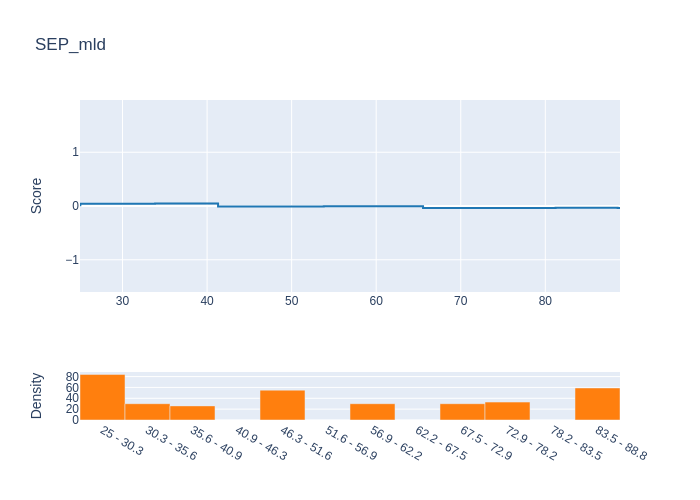 SEP_mld
Score
1
0
−1
30 40 50 60 70 80
Density
80
60
40
20
0
25 - 30.3
30.3 - 35.6
35.6 - 40.9
40.9 - 46.3
46.3 - 51.6
51.6 - 56.9
56.9 - 62.2
62.2 - 67.5
67.5 - 72.9
72.9 - 78.2
78.2 - 83.5
83.5 - 88.8